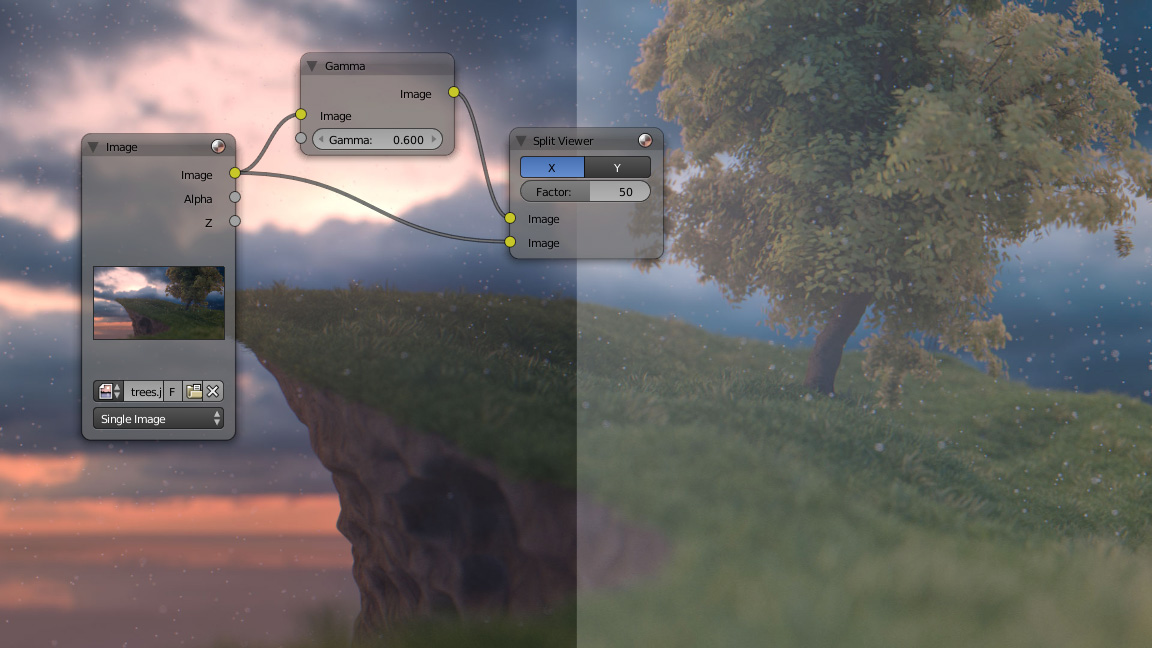 Gamma
Image
Image
Gamma: 0.600
Image
Image
Alpha
Z
trees.j F
Single Image
Split Viewer
X Y
Factor: 50
Image
Image